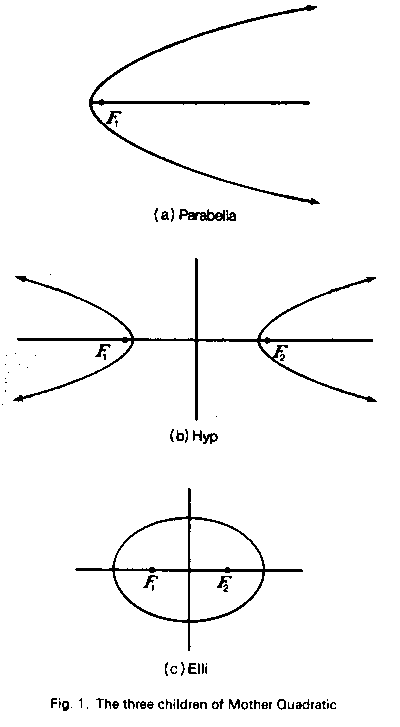 F₁
(a) Parabella
F₁ F₂
(b) Hyp
F₁ F₂
(c) Elli
Fig. 1. The three children of Mother Quadratic